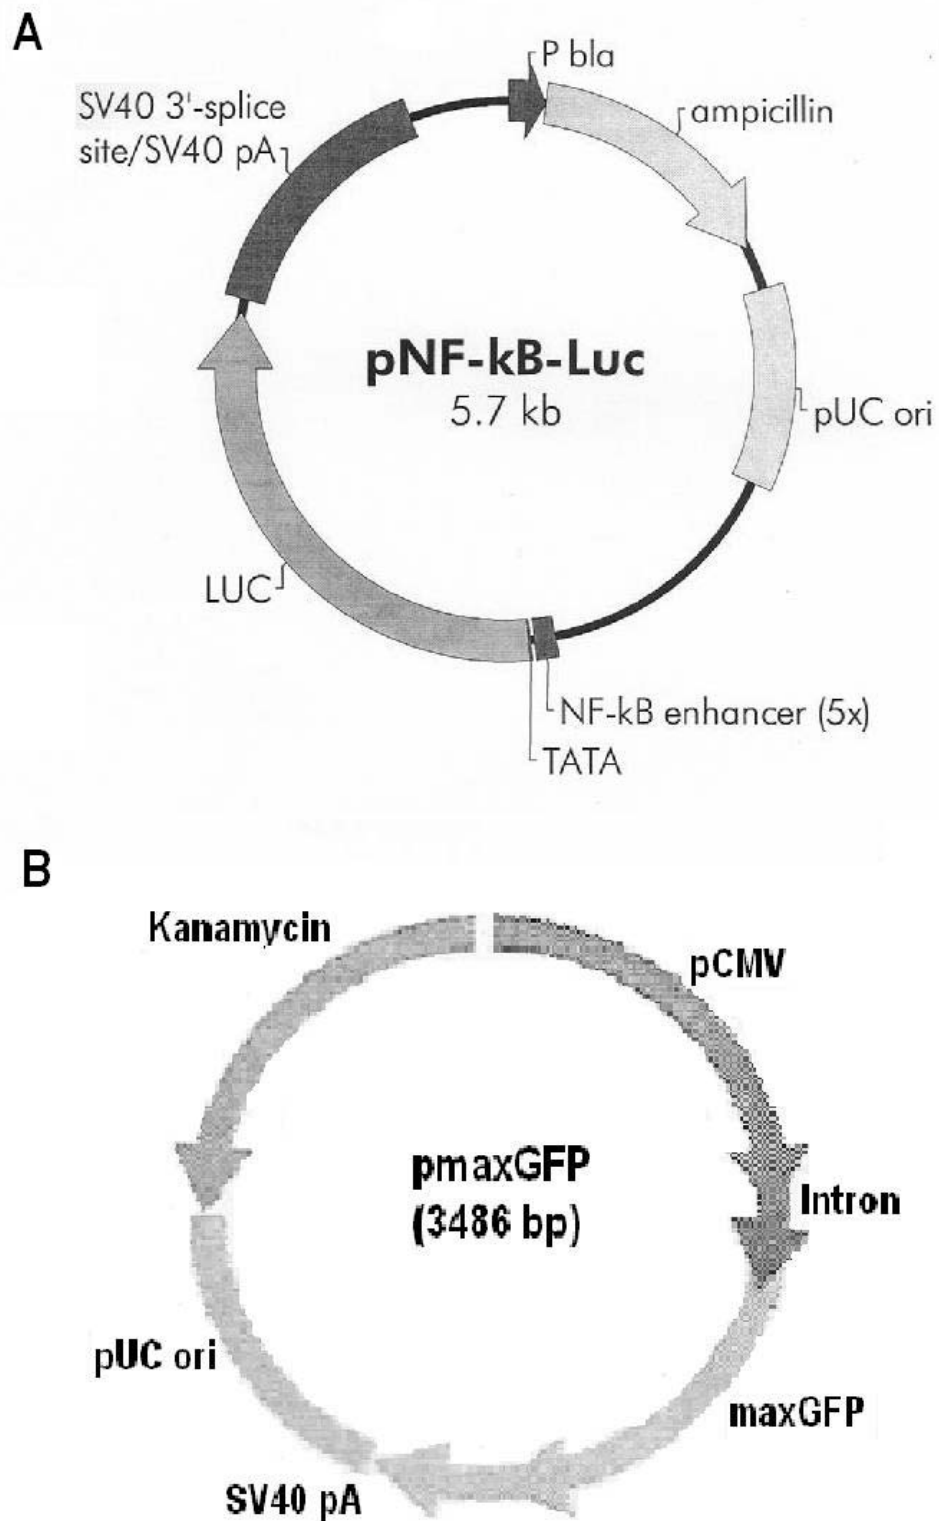 A
P bla
SV40 3'-splice
site/SV40 pA
ampicillin
pNF-kB-Luc
5.7 kb
pUC ori
LUC
NF-kB enhancer (5x)
TATA
B
Kanamycin
pCMV
pmaxGFP
(3486 bp)
Intron
pUC ori
maxGFP
SV40 pA